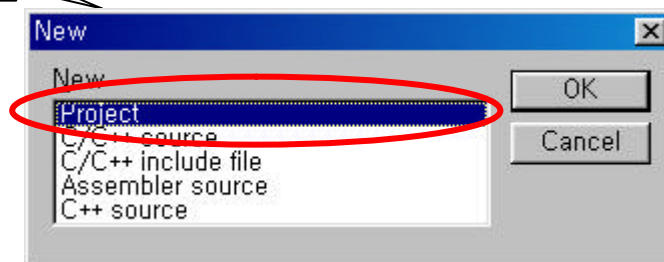 New
New
OK
Project
C/C++ source
Cancel
C/C++ include file
Assembler source
C++ source